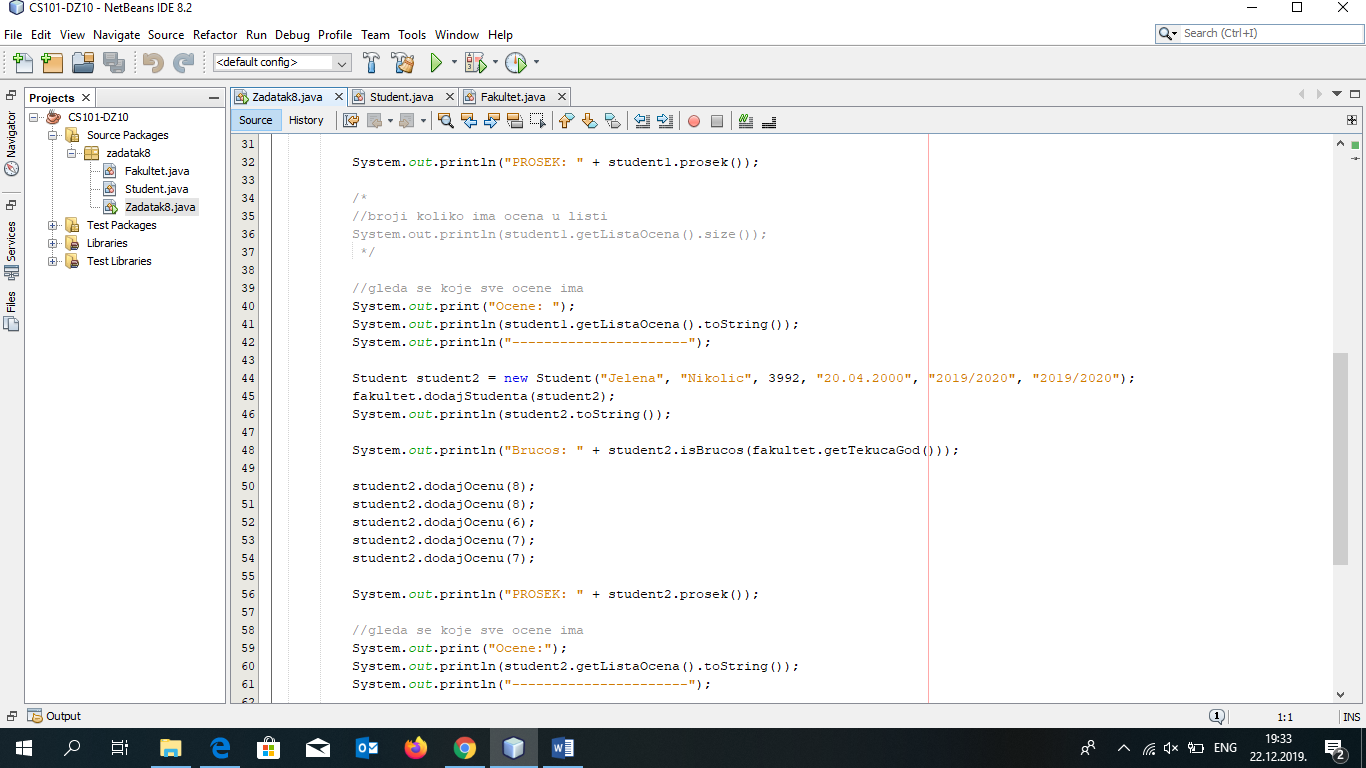 CS101-DZ10 - NetBeans IDE 8.2
File Edit View Navigate Source Refactor Run Debug Profile Team Tools Window Help
Search (Ctrl+I)
<default config>
Projects
Zadatak8.java
Student.java
Fakultet.java
Source
History
Navigator
Services
Files
CS101-DZ10
Source Packages
zadatak8
Fakultet.java
Student.java
Zadatak8.java
Test Packages
Libraries
Test Libraries
31
32 System.out.println("PROSEK: " + student1.prosek());
33
34 /*
35 //broji koliko ima ocena u listi
36 System.out.println(student1.getListaOcena().size());
37 */
38
39 //gleda se koje sve ocene ima
40 System.out.print("Ocene: ");
41 System.out.println(student1.getListaOcena().toString());
42 System.out.println("----------------------");
43
44 Student student2 = new Student("Jelena", "Nikolic", 3992, "20.04.2000", "2019/2020", "2019/2020");
45 fakultet.dodajStudenta(student2);
46 System.out.println(student2.toString());
47
48 System.out.println("Brucos: " + student2.isBrucos(fakultet.getTekucaGod()));
49
50 student2.dodajOcenu(8);
51 student2.dodajOcenu(8);
52 student2.dodajOcenu(6);
53 student2.dodajOcenu(7);
54 student2.dodajOcenu(7);
55
56 System.out.println("PROSEK: " + student2.prosek());
57
58 //gleda se koje sve ocene ima
59 System.out.print("Ocene:");
60 System.out.println(student2.getListaOcena().toString());
61 System.out.println("----------------------");
62
Output
1
1:1
INS
ENG
19:33
22.12.2019.
2